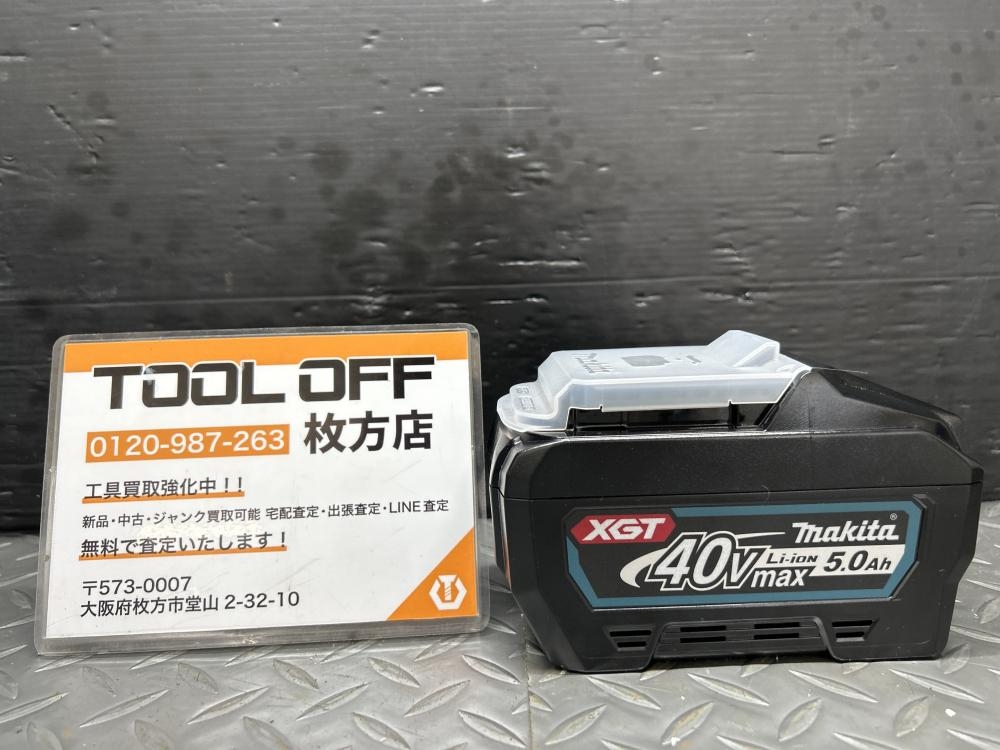 TOOL OFF
0120-987-263 枚方店
工具買取強化中！！
新品・中古・ジャンク買取可能 宅配査定・出張査定・LINE査定
無料で査定いたします！
〒573-0007
大阪府枚方市堂山 2-32-10
makita
XGT
makita®
40Vmax Li-ion 5.0Ah